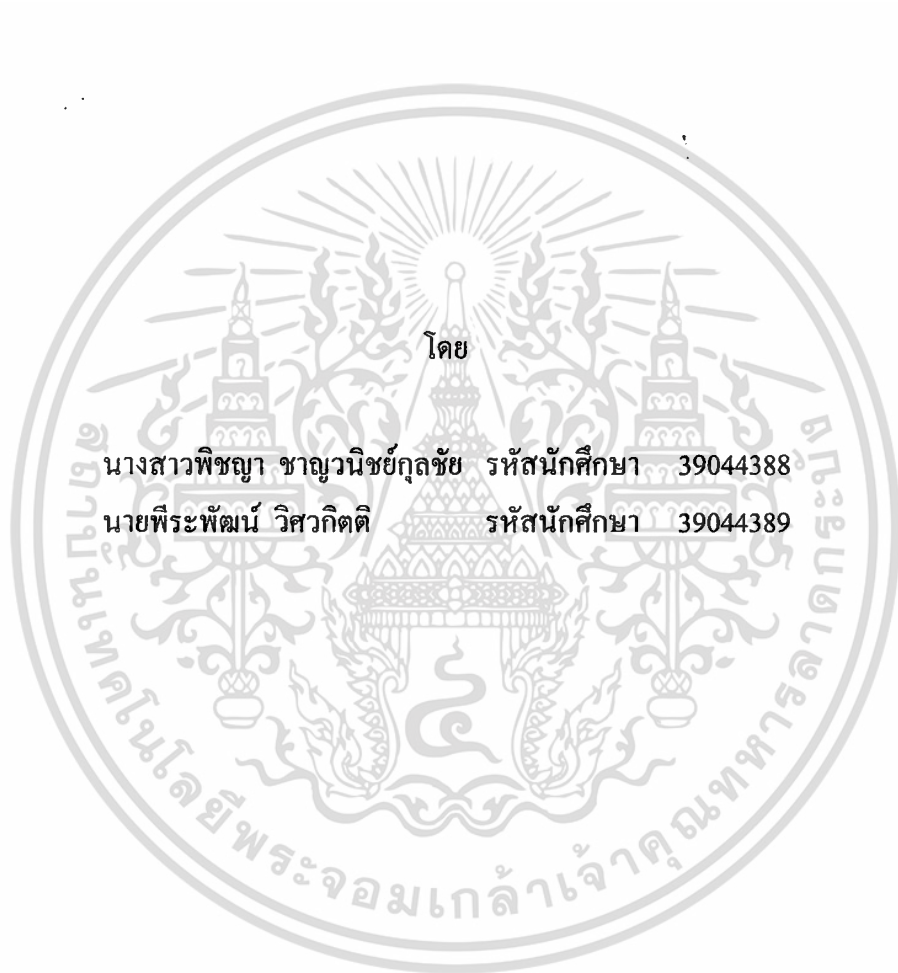 โดย
นางสาวพิชญา ชาญวนิชย์กุลชัย รหัสนักศึกษา 39044388
นายพีระพัฒน์ วิศวกิตติ รหัสนักศึกษา 39044389
สถาบันเทคโนโลยีพระจอมเกล้าเจ้าคุณทหารลาดกระบัง